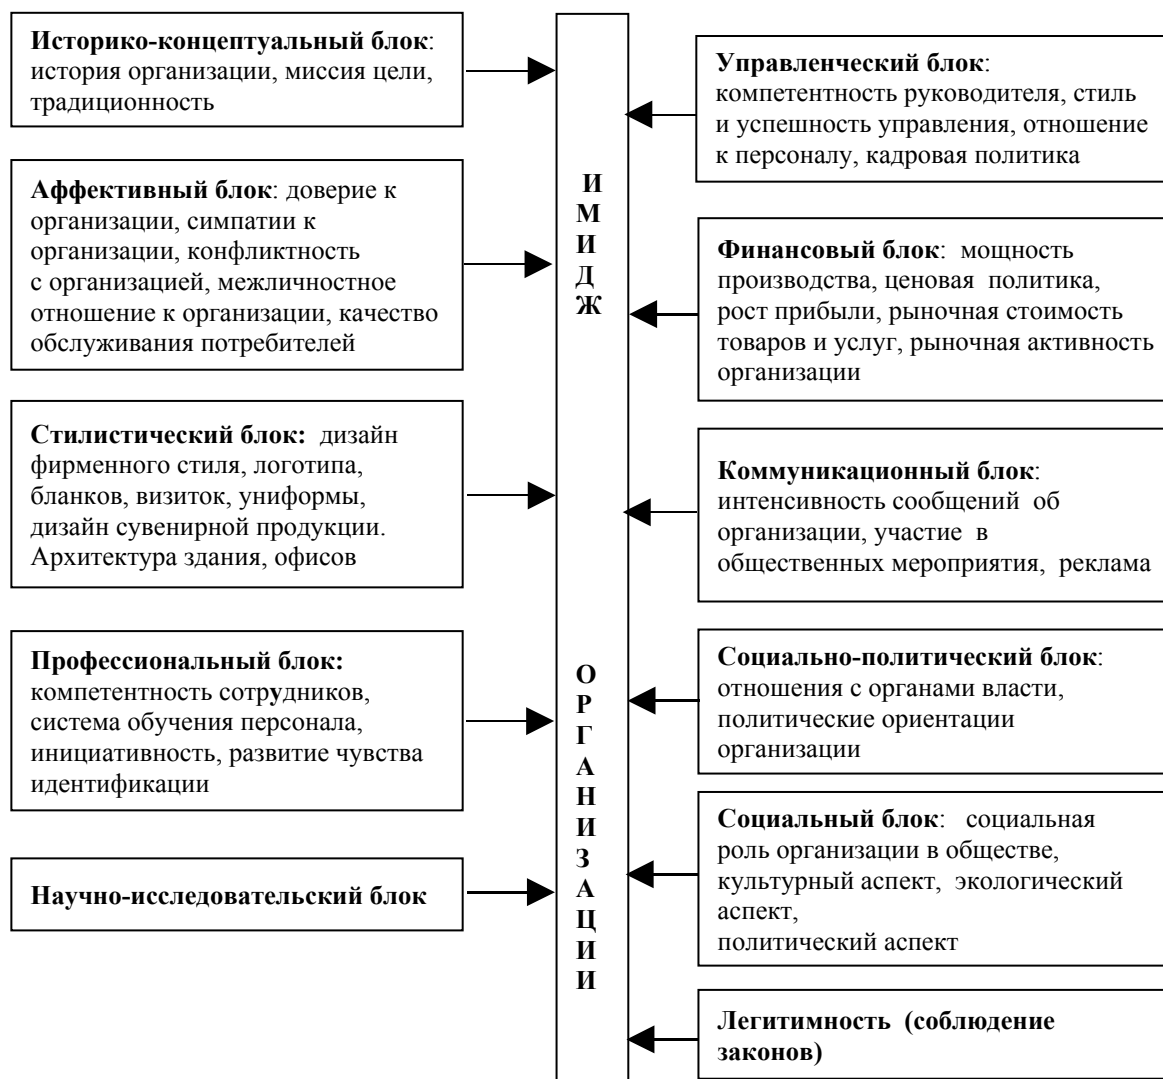 Историко-концептуальный блок:
история организации, миссия цели,
традиционность
Аффективный блок: доверие к
организации, симпатии к
организации, конфликтность
с организацией, межличностное
отношение к организации, качество
обслуживания потребителей
Стилистический блок: дизайн
фирменного стиля, логотипа,
бланков, визиток, униформы,
дизайн сувенирной продукции.
Архитектура здания, офисов
Профессиональный блок:
компетентность сотрудников,
система обучения персонала,
инициативность, развитие чувства
идентификации
Научно-исследовательский блок
ИМИДЖ
ОРГАНИЗАЦИИ
Управленческий блок:
компетентность руководителя, стиль
и успешность управления, отношение
к персоналу, кадровая политика
Финансовый блок: мощность
производства, ценовая политика,
рост прибыли, рыночная стоимость
товаров и услуг, рыночная активность
организации
Коммуникационный блок:
интенсивность сообщений об
организации, участие в
общественных мероприятия, реклама
Социально-политический блок:
отношения с органами власти,
политические ориентации
организации
Социальный блок: социальная
роль организации в обществе,
культурный аспект, экологический
аспект,
политический аспект
Легитимность (соблюдение
законов)